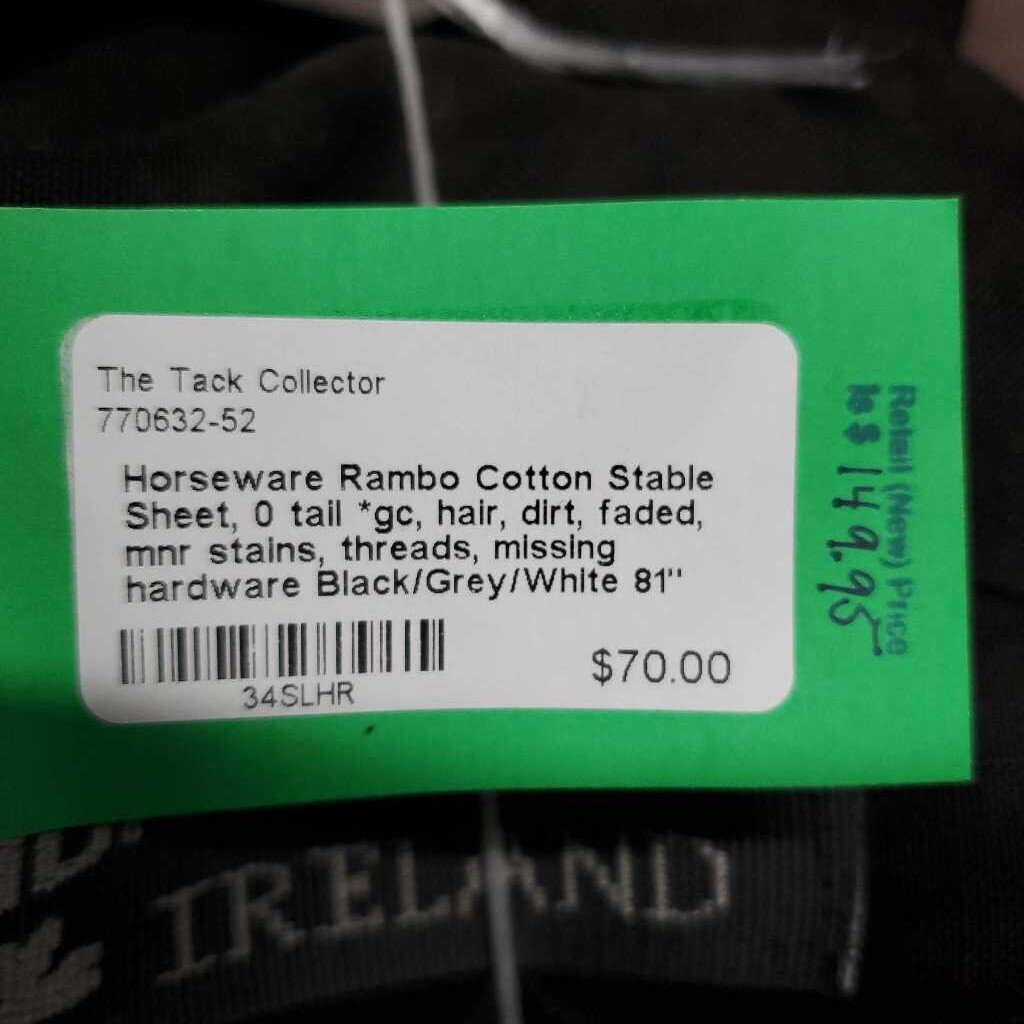 The Tack Collector
770632-52
Horseware Rambo Cotton Stable
Sheet, 0 tail *gc, hair, dirt, faded,
mnr stains, threads, missing
hardware Black/Grey/White 81"
34SLHR
$70.00
Retail (New) Price
is $ 149.95
IRELAND